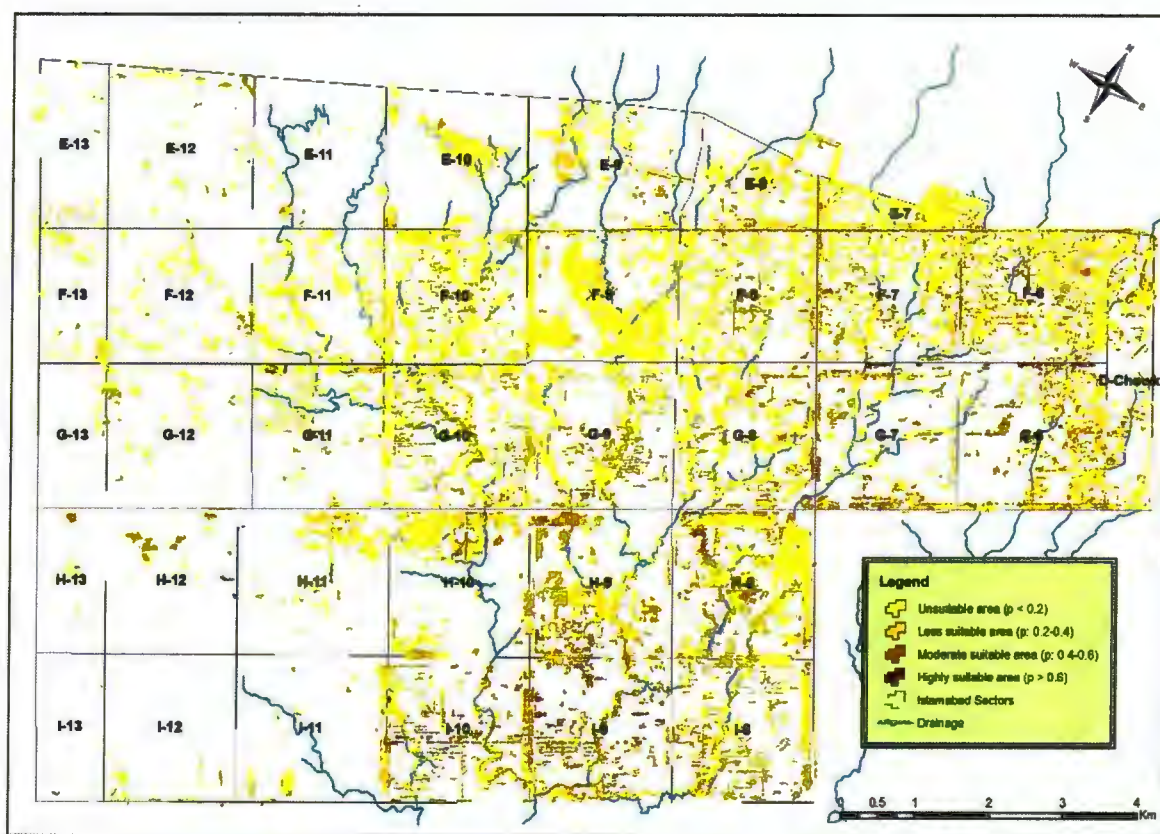 N
W
E
S
E-13
E-12
E-11
E-10
E-9
E-8
E-7
F-13
F-12
F-11
F-10
F-9
F-8
F-7
F-6
D-Chowk
G-13
G-12
G-11
G-10
G-9
G-8
G-7
G-6
H-13
H-12
H-11
H-10
H-9
H-8
I-13
I-12
I-11
I-10
I-9
I-8
Legend
Unsuitable area (p < 0.2)
Less suitable area (p: 0.2-0.4)
Moderate suitable area (p: 0.4-0.6)
Highly suitable area (p > 0.6)
Islamabad Sectors
Drainage
0 0.5 1 2 3 4
Km